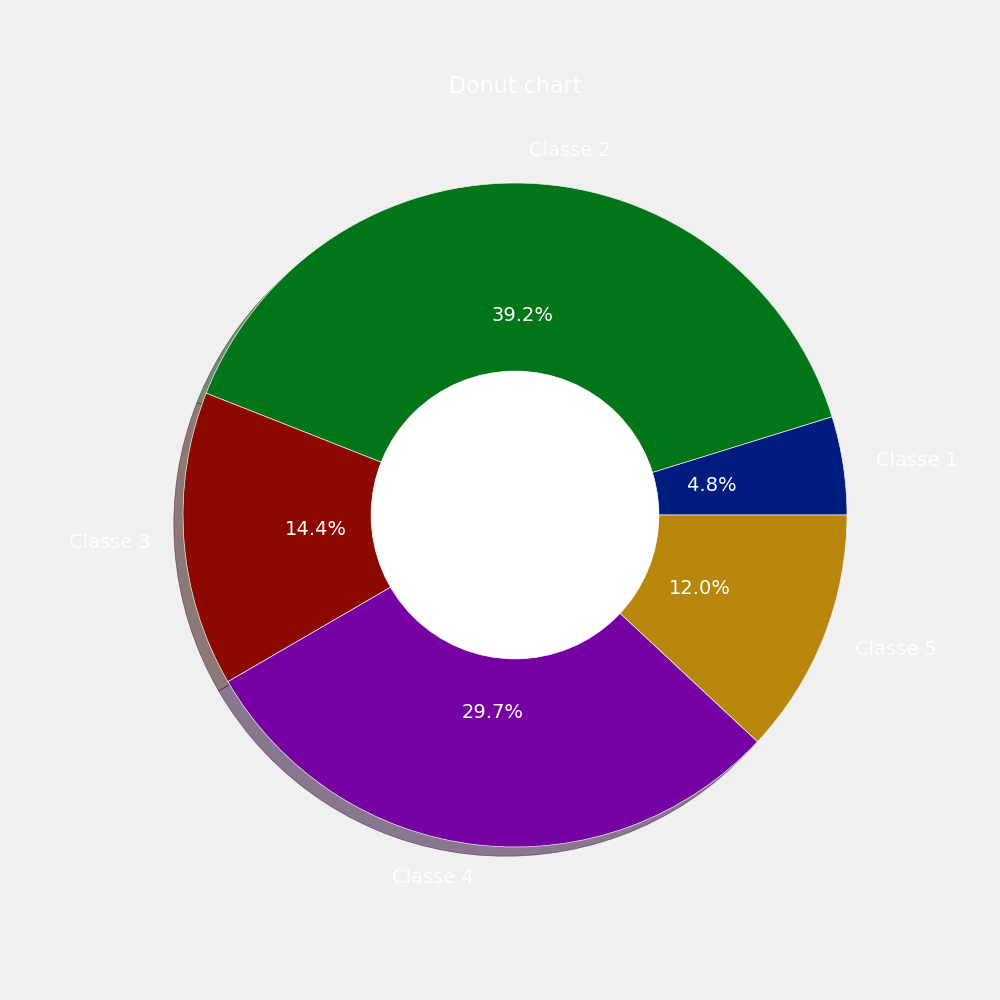 Donut chart
Classe 2
39.2%
Classe 1
4.8%
14.4%
Classe 3
12.0%
Classe 5
29.7%
Classe 4